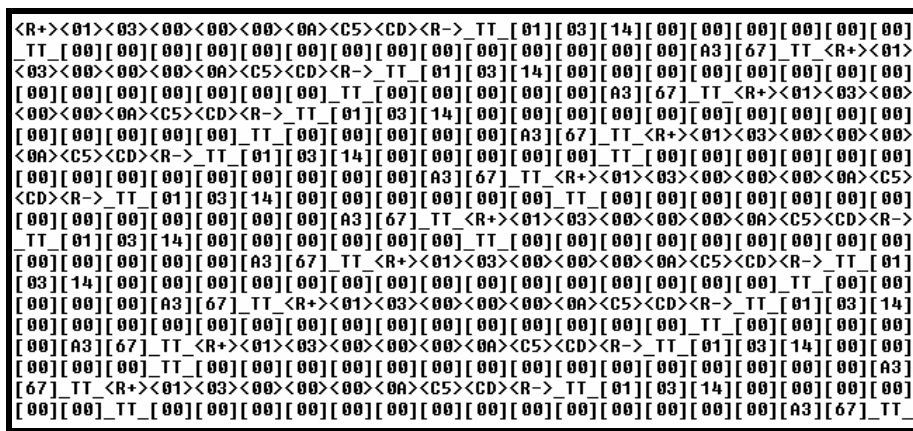 <R+><01><03><00><00><00><0A><C5><CD><R->_TT_[01][03][14][00][00][00][00][00][00]
_TT_[00][00][00][00][00][00][00][00][00][00][00][00][00][00][A3][67]_TT_<R+><01>
<03><00><00><00><0A><C5><CD><R->_TT_[01][03][14][00][00][00][00][00][00][00][00]
[00][00][00][00][00][00][00]_TT_[00][00][00][00][00][A3][67]_TT_<R+><01><03><00>
<00><00><0A><C5><CD><R->_TT_[01][03][14][00][00][00][00][00][00][00][00][00][00]
[00][00][00][00][00]_TT_[00][00][00][00][00][A3][67]_TT_<R+><01><03><00><00><00>
<0A><C5><CD><R->_TT_[01][03][14][00][00][00][00][00]_TT_[00][00][00][00][00][00]
[00][00][00][00][00][00][00][00][00][A3][67]_TT_<R+><01><03><00><00><00><0A><C5>
<CD><R->_TT_[01][03][14][00][00][00][00][00][00]_TT_[00][00][00][00][00][00][00]
[00][00][00][00][00][00][00][A3][67]_TT_<R+><01><03><00><00><00><0A><C5><CD><R->
_TT_[01][03][14][00][00][00][00][00][00]_TT_[00][00][00][00][00][00][00][00][00]
[00][00][00][00][00][A3][67]_TT_<R+><01><03><00><00><00><0A><C5><CD><R->_TT_[01]
[03][14][00][00][00][00][00][00][00][00][00][00][00][00][00][00][00]_TT_[00][00]
[00][00][00][A3][67]_TT_<R+><01><03><00><00><00><0A><C5><CD><R->_TT_[01][03][14]
[00][00][00][00][00][00][00][00][00][00][00][00][00][00][00]_TT_[00][00][00][00]
[00][A3][67]_TT_<R+><01><03><00><00><00><0A><C5><CD><R->_TT_[01][03][14][00][00]
[00][00][00]_TT_[00][00][00][00][00][00][00][00][00][00][00][00][00][00][00][A3]
[67]_TT_<R+><01><03><00><00><00><0A><C5><CD><R->_TT_[01][03][14][00][00][00][00]
[00][00]_TT_[00][00][00][00][00][00][00][00][00][00][00][00][00][00][A3][67]_TT_